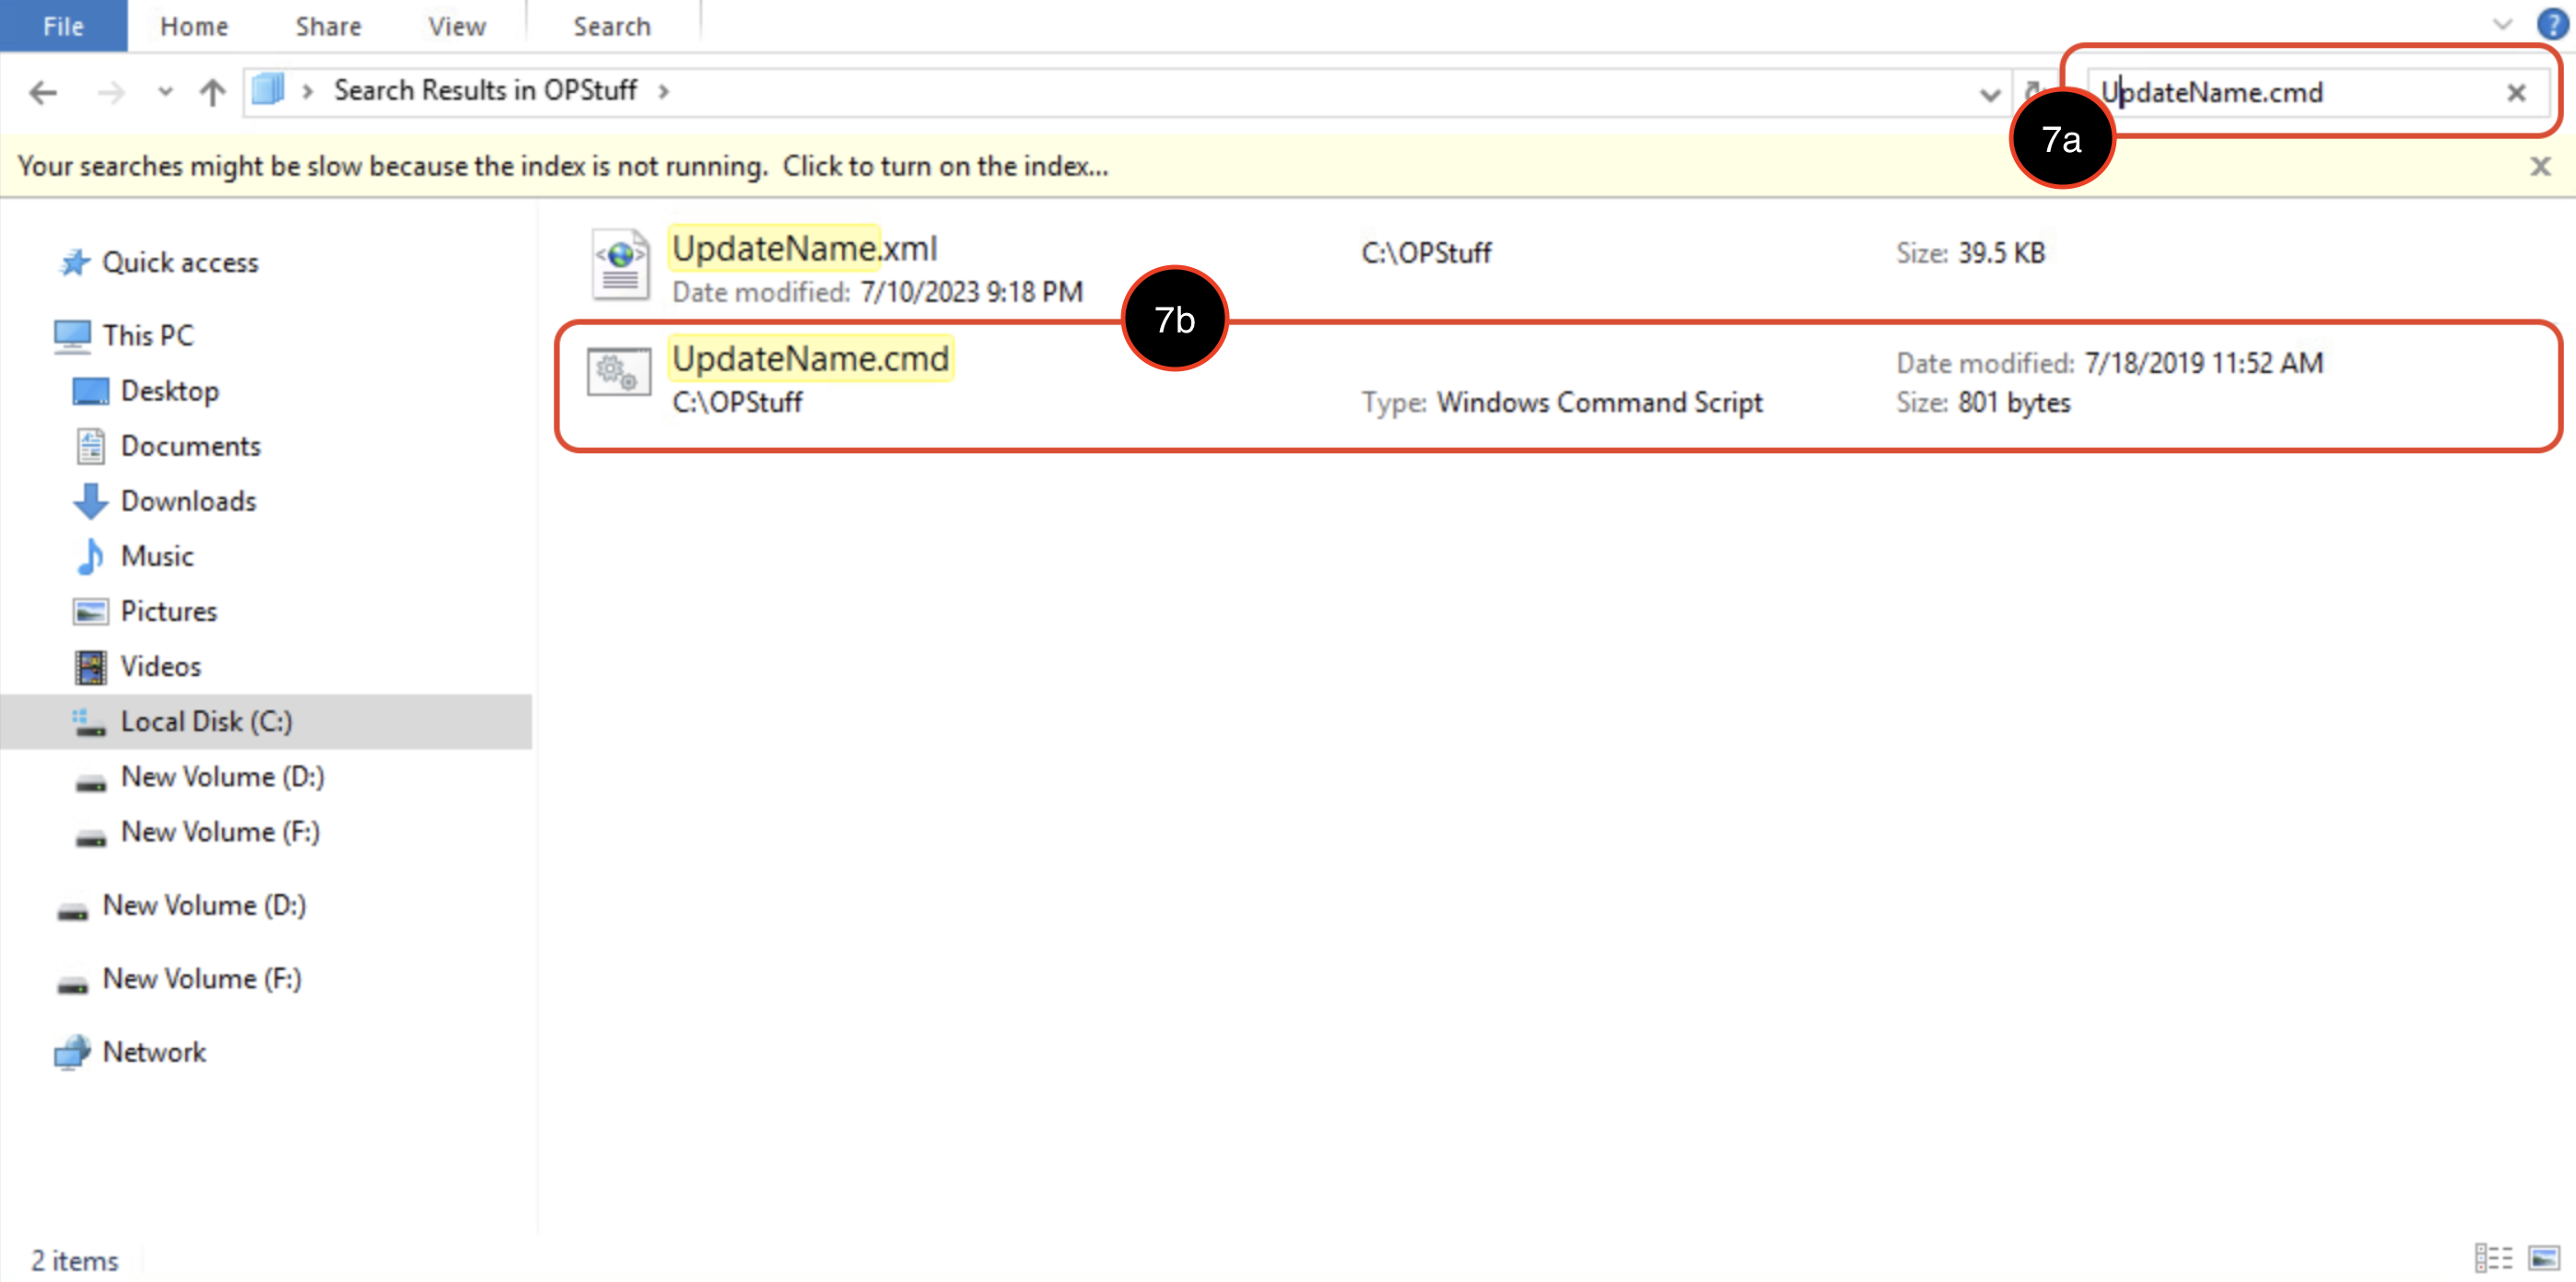 File Home Share View Search
?
Search Results in OPStuff
UpdateName.cmd
7a
Your searches might be slow because the index is not running. Click to turn on the index...
Quick access
This PC
Desktop
Documents
Downloads
Music
Pictures
Videos
Local Disk (C:)
New Volume (D:)
New Volume (F:)
New Volume (D:)
New Volume (F:)
Network
UpdateName.xml C:\OPStuff Size: 39.5 KB
Date modified: 7/10/2023 9:18 PM
7b
UpdateName.cmd Date modified: 7/18/2019 11:52 AM
C:\OPStuff Type: Windows Command Script Size: 801 bytes
2 items